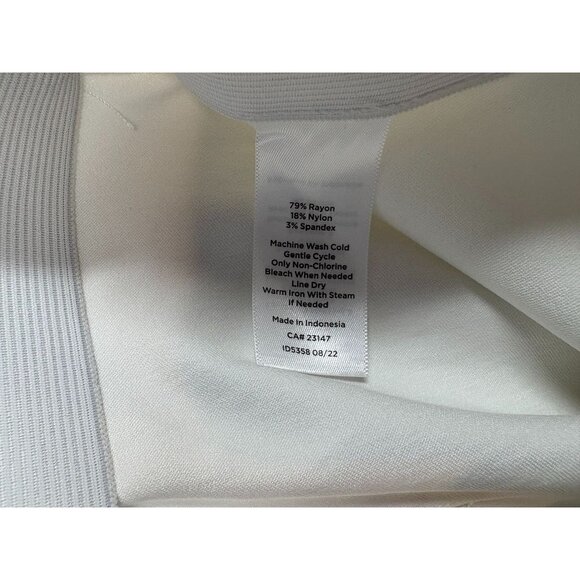 79% Rayon
18% Nylon
3% Spandex
Machine Wash Cold
Gentle Cycle
Only Non-Chlorine
Bleach When Needed
Line Dry
Warm Iron With Steam
If Needed
Made in Indonesia
CA# 23147
ID5358 08/22